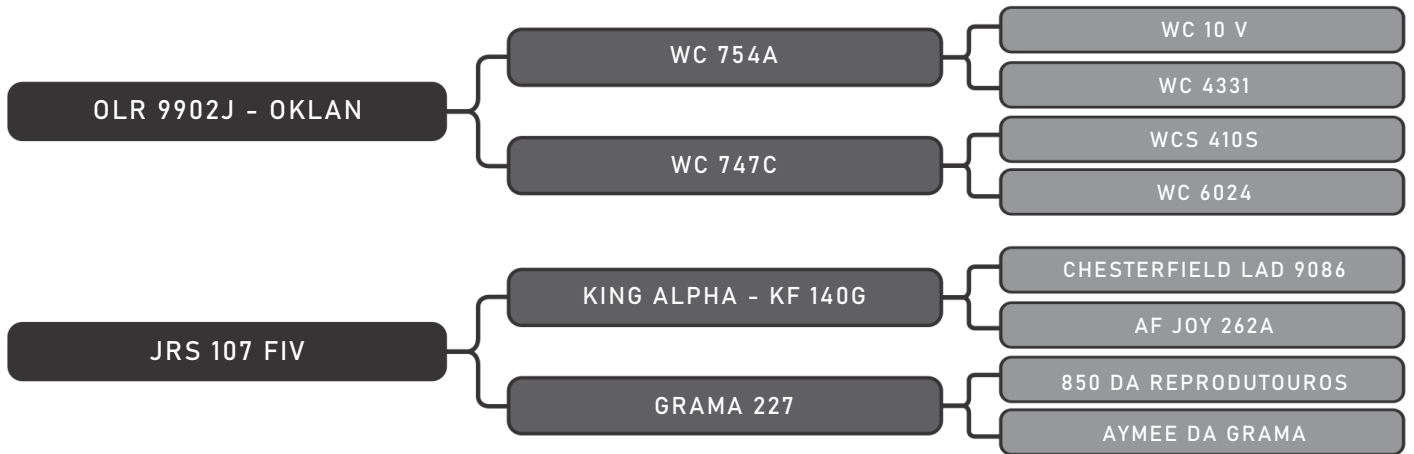 OLR 9902J - OKLAN
WC 754A
WC 10 V
WC 4331
WC 747C
WCS 410S
WC 6024
JRS 107 FIV
KING ALPHA - KF 140G
CHESTERFIELD LAD 9086
AF JOY 262A
GRAMA 227
850 DA REPRODUTOUROS
AYMEE DA GRAMA